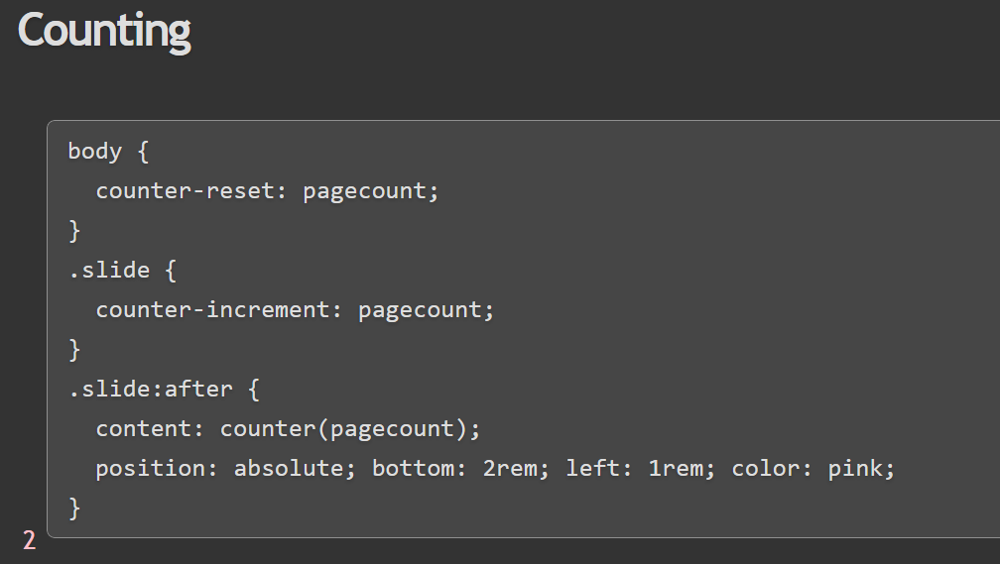 Counting
body {
  counter-reset: pagecount;
}
.slide {
  counter-increment: pagecount;
}
.slide:after {
  content: counter(pagecount);
  position: absolute; bottom: 2rem; left: 1rem; color: pink;
}
2